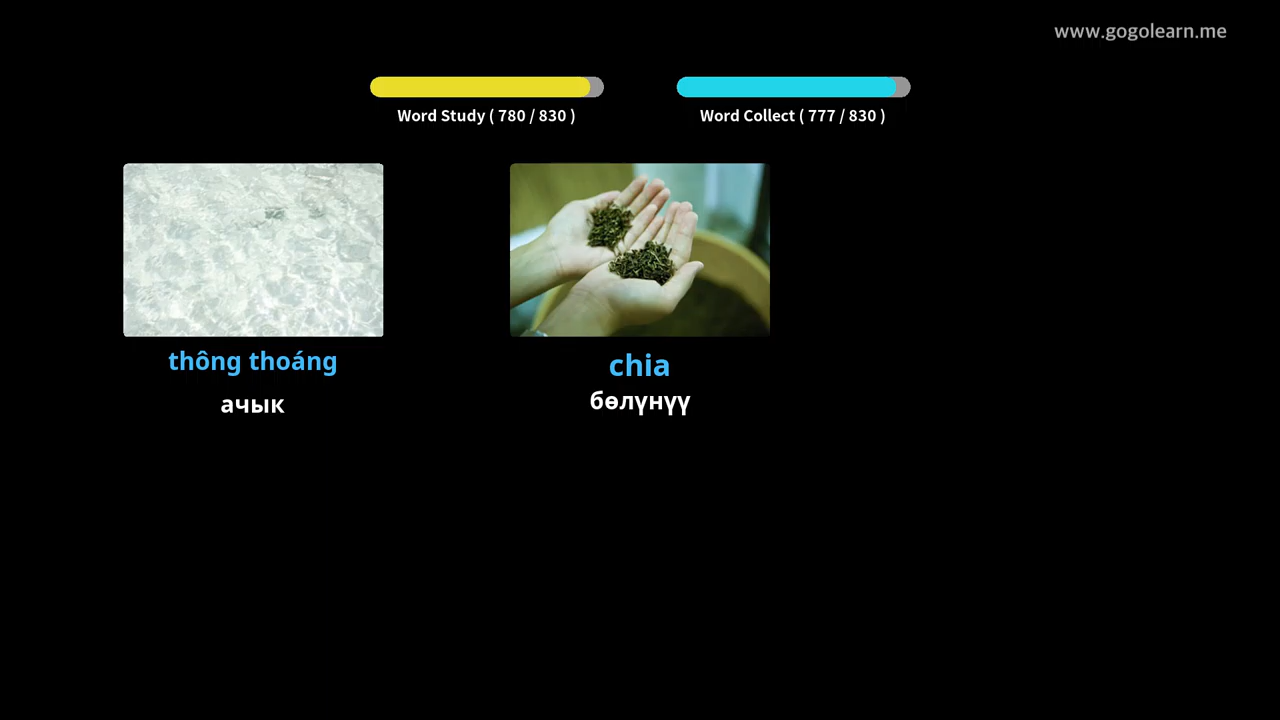 www.gogolearn.me
Word Study ( 780 / 830 )
Word Collect ( 777 / 830 )
thông thoáng
ачык
chia
бөлүнүү